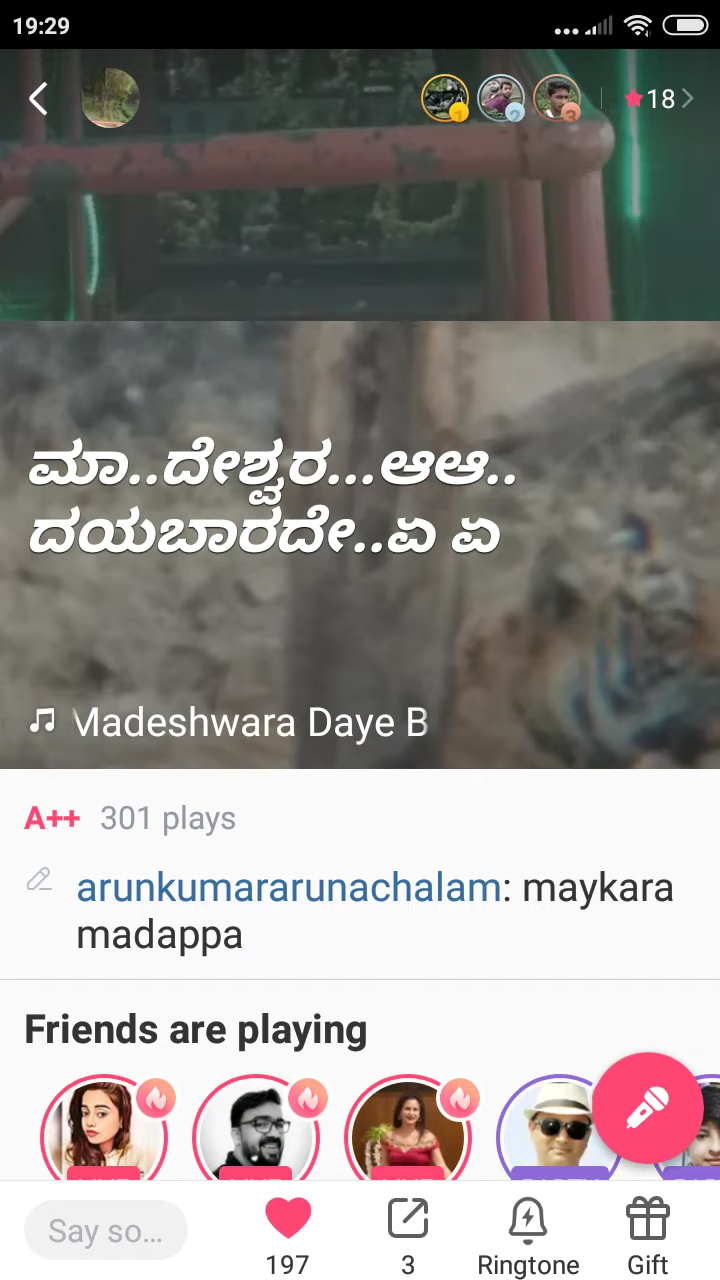 19:29
18
ಮಾ..ದೇಶ್ವರ...ಆಆ..
ದಯಬಾರದೇ..ಏ ಏ
Madeshwara Daye B
A++ 301 plays
arunkumararunachalam: maykara
madappa
Friends are playing
Say so...
197
3
Ringtone
Gift